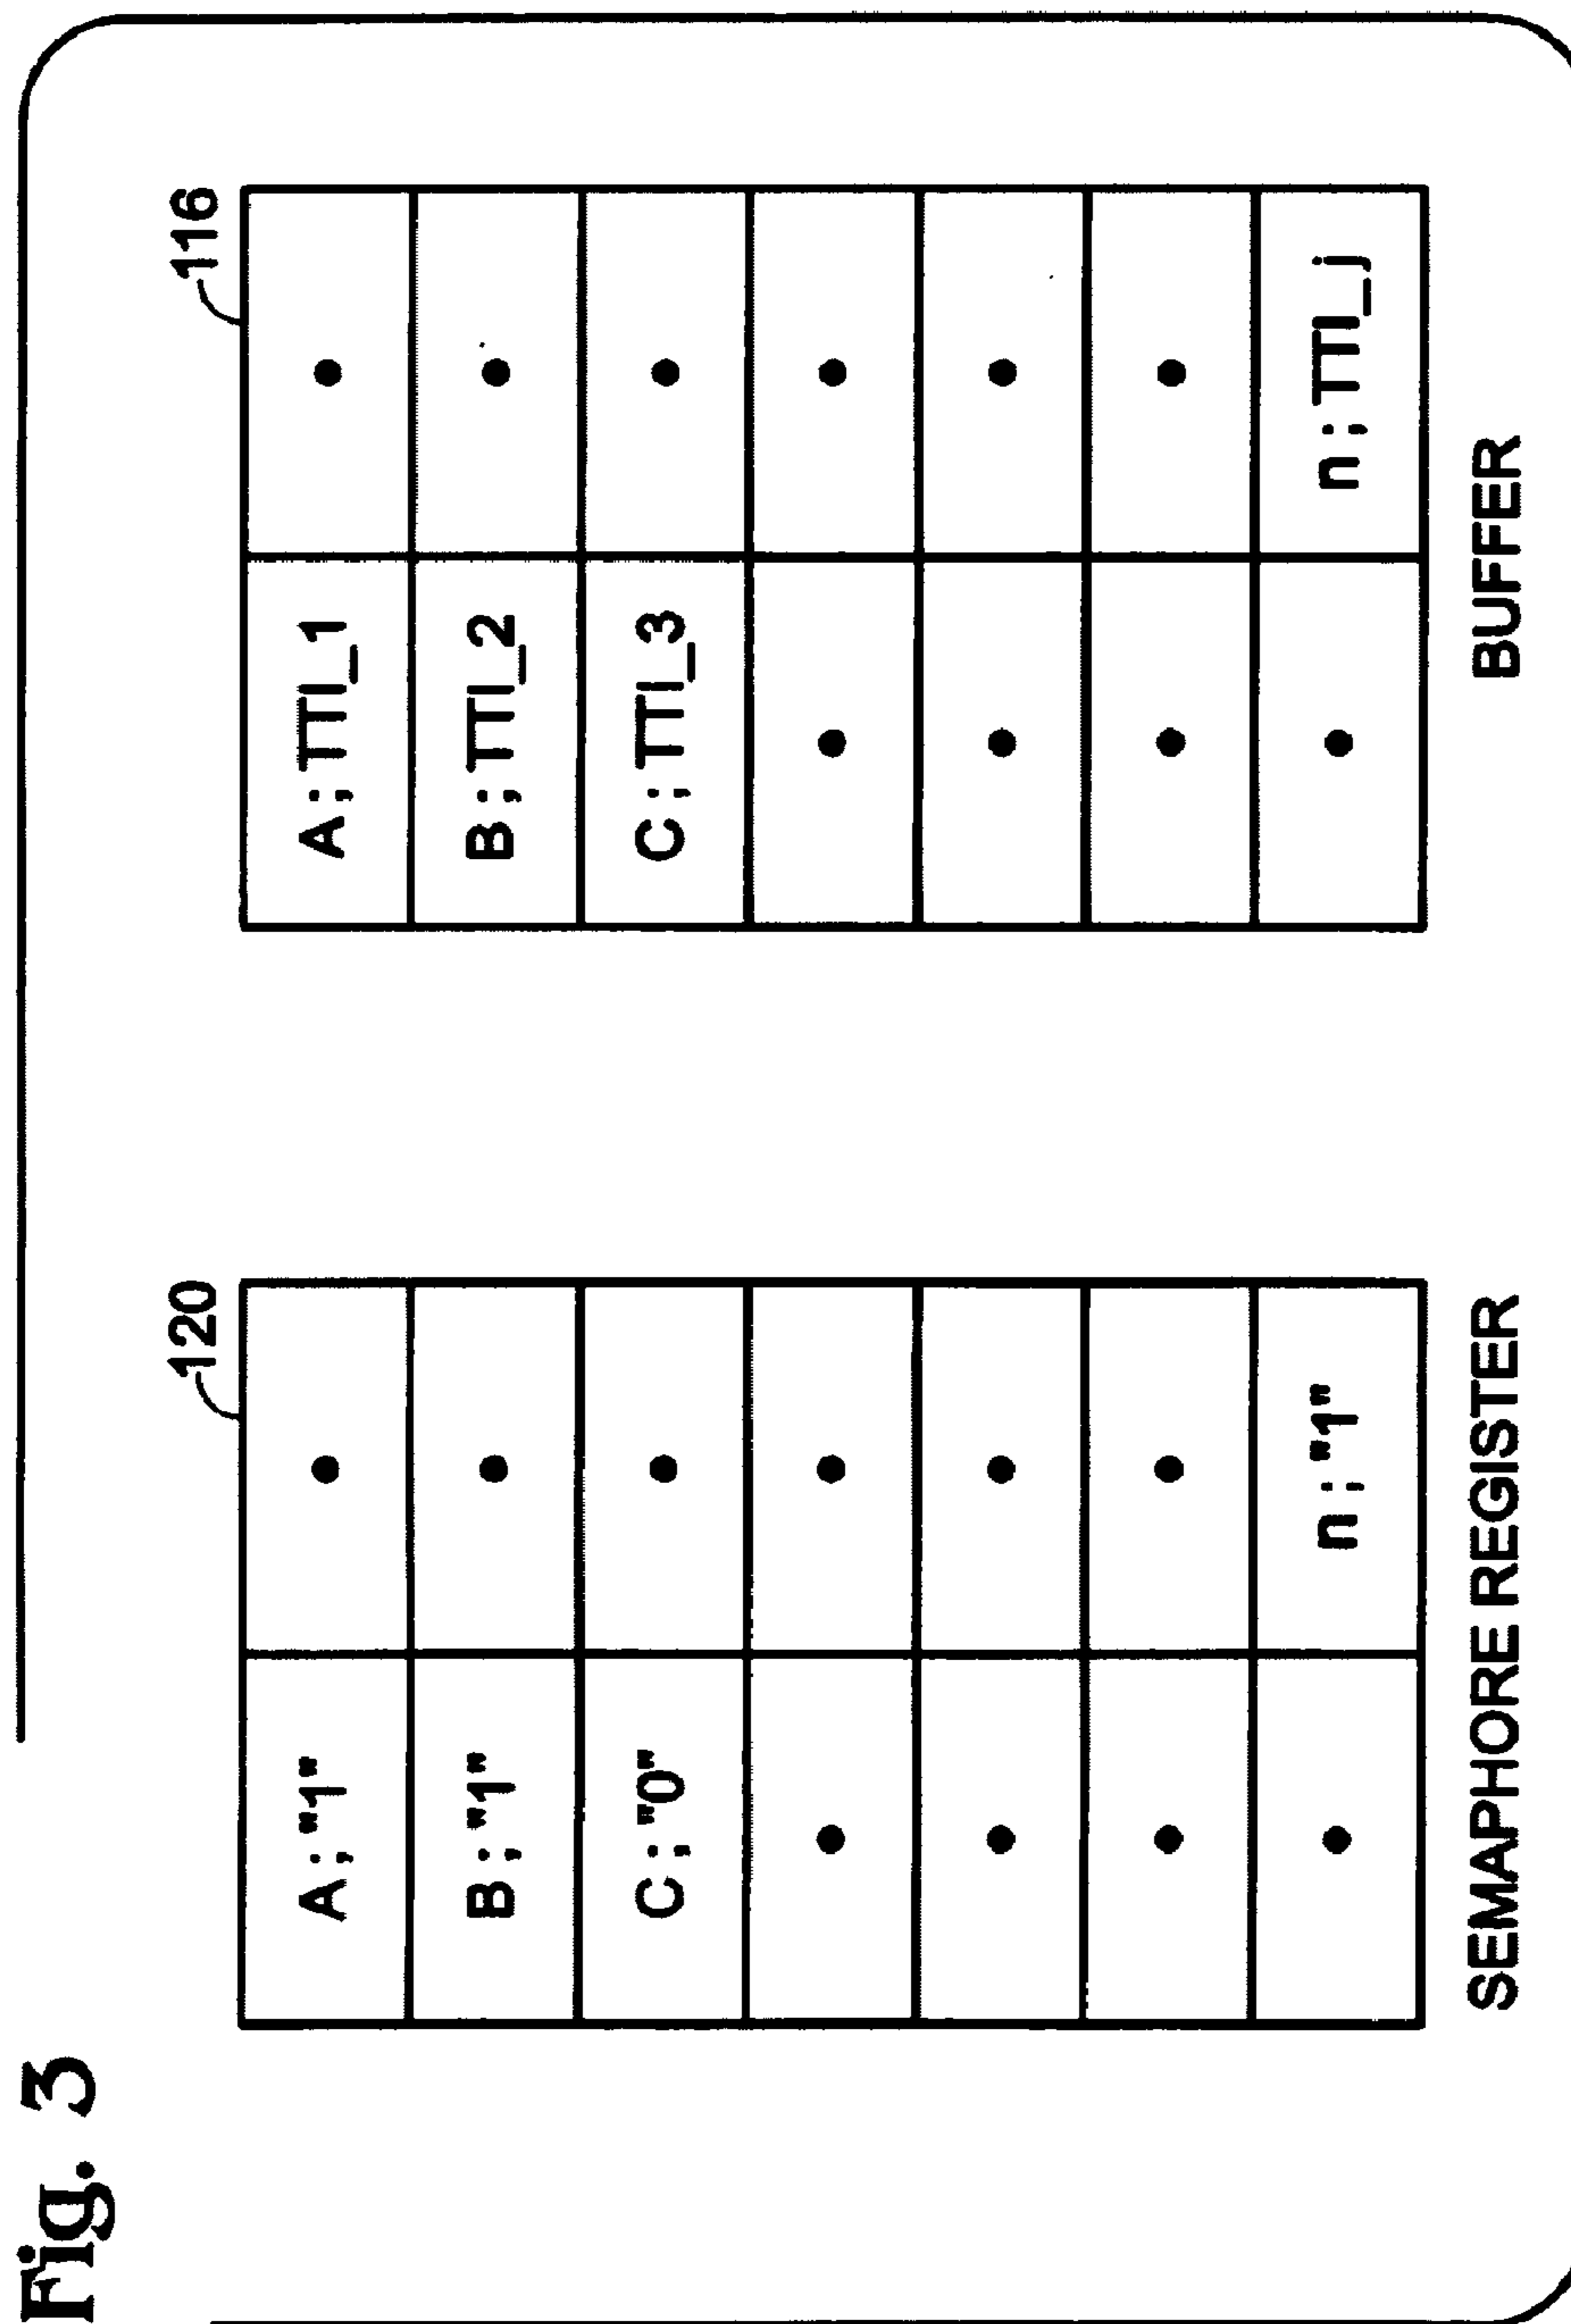 Fig. 3
120
A;"1"
B;"1"
C;"0"
n;"1"
SEMAPHORE REGISTER
116
A;TTI_1
B;TTI_2
C;TTI_3
n;TTI_j
BUFFER